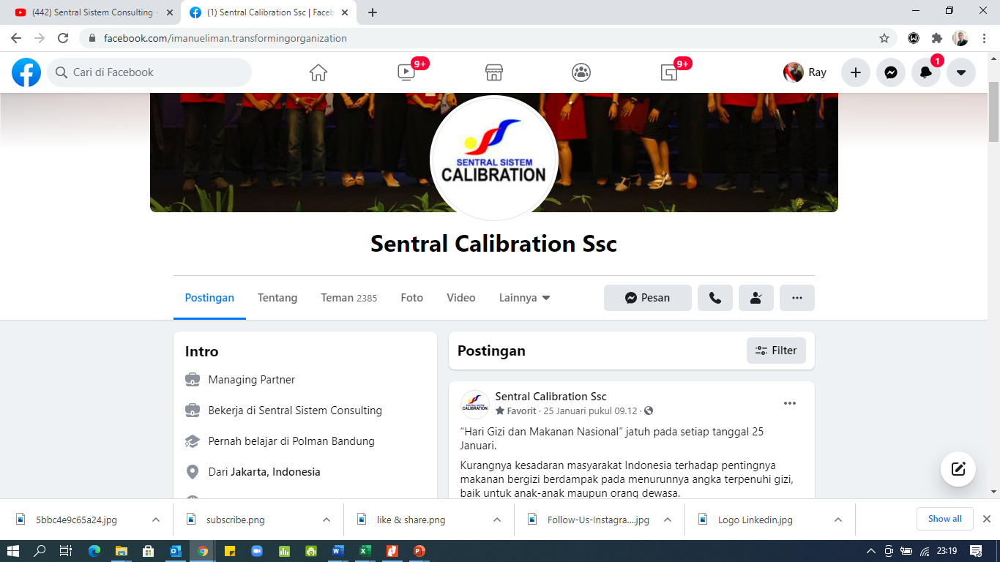 (442) Sentral Sistem Consulting -
(1) Sentral Calibration Ssc | Faceb
facebook.com/imanueliman.transformingorganization
Cari di Facebook
9+
9+
Ray
1
SENTRAL SISTEM
CALIBRATION
Sentral Calibration Ssc
Postingan
Tentang
Teman 2385
Foto
Video
Lainnya
Pesan
Intro
Managing Partner
Bekerja di Sentral Sistem Consulting
Pernah belajar di Polman Bandung
Dari Jakarta, Indonesia
Postingan
Filter
SENTRAL SISTEM
CALIBRATION
Sentral Calibration Ssc
Favorit · 25 Januari pukul 09.12 ·
“Hari Gizi dan Makanan Nasional” jatuh pada setiap tanggal 25
Januari.
Kurangnya kesadaran masyarakat Indonesia terhadap pentingnya
makanan bergizi berdampak pada menurunnya angka terpenuhi gizi,
baik untuk anak-anak maupun orang dewasa.
5bbc4e9c65a24.jpg
subscribe.png
like & share.png
Follow-Us-Instagra....jpg
Logo Linkedin.jpg
Show all
23:19